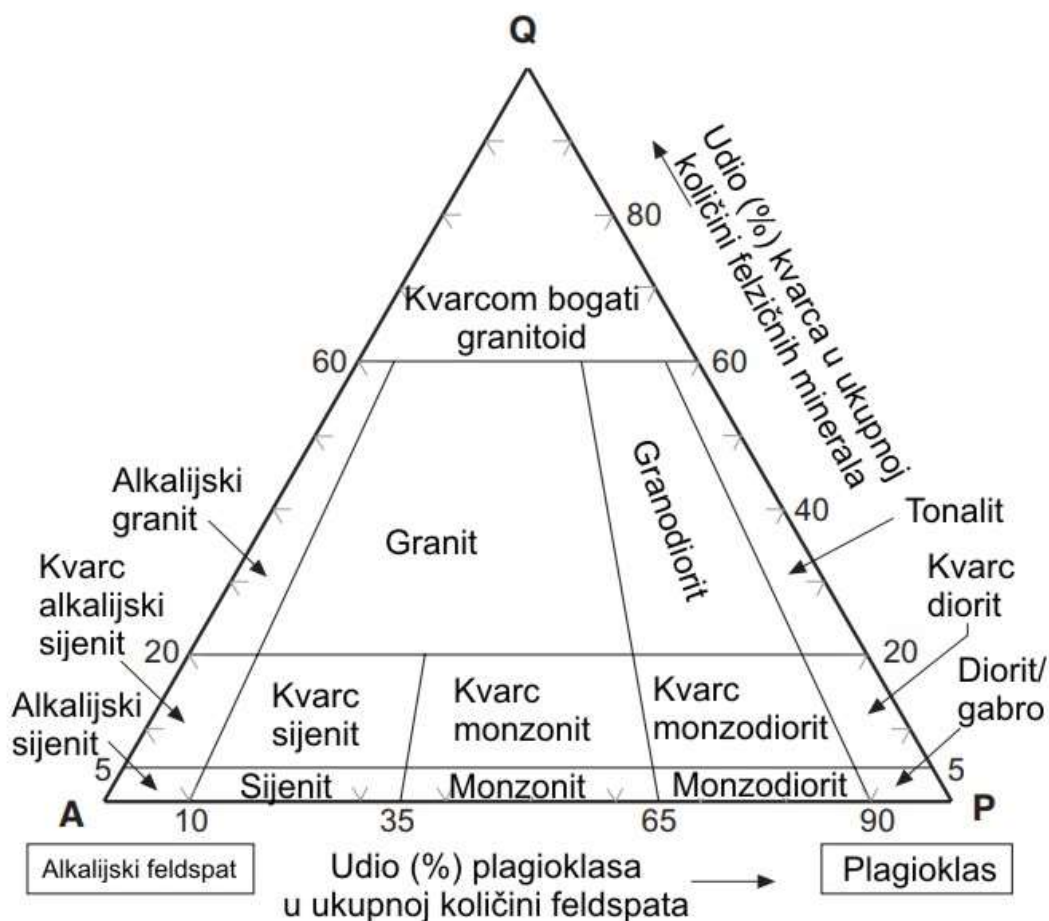 Q
Udio (%) kvarca u ukupnoj
količini felzičnih minerala
80
Kvarcom bogati
granitoid
60
60
Alkalijski
granit
Granit
Granodiorit
40
Tonalit
Kvarc
alkalijski
sijenit
Kvarc
diorit
20
20
Alkalijski
sijenit
Kvarc
sijenit
Kvarc
monzonit
Kvarc
monzodiorit
Diorit/
gabro
5
5
Sijenit
Monzonit
Monzodiorit
A
P
10
35
65
90
Alkalijski feldspat
Udio (%) plagioklasa
u ukupnoj količini feldspata
Plagioklas